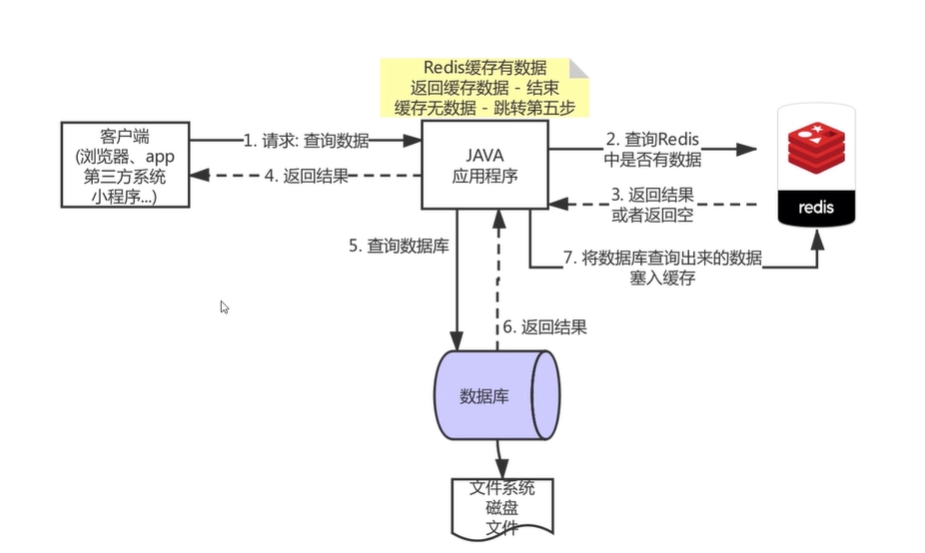 Redis缓存有数据
返回缓存数据 - 结束
缓存无数据 - 跳转第五步
客户端
(浏览器、app
第三方系统
小程序...)
1. 请求: 查询数据
4. 返回结果
JAVA
应用程序
2. 查询Redis
中是否有数据
3. 返回结果
或者返回空
redis
5. 查询数据库
7. 将数据库查询出来的数据
塞入缓存
6. 返回结果
数据库
文件系统
磁盘
文件